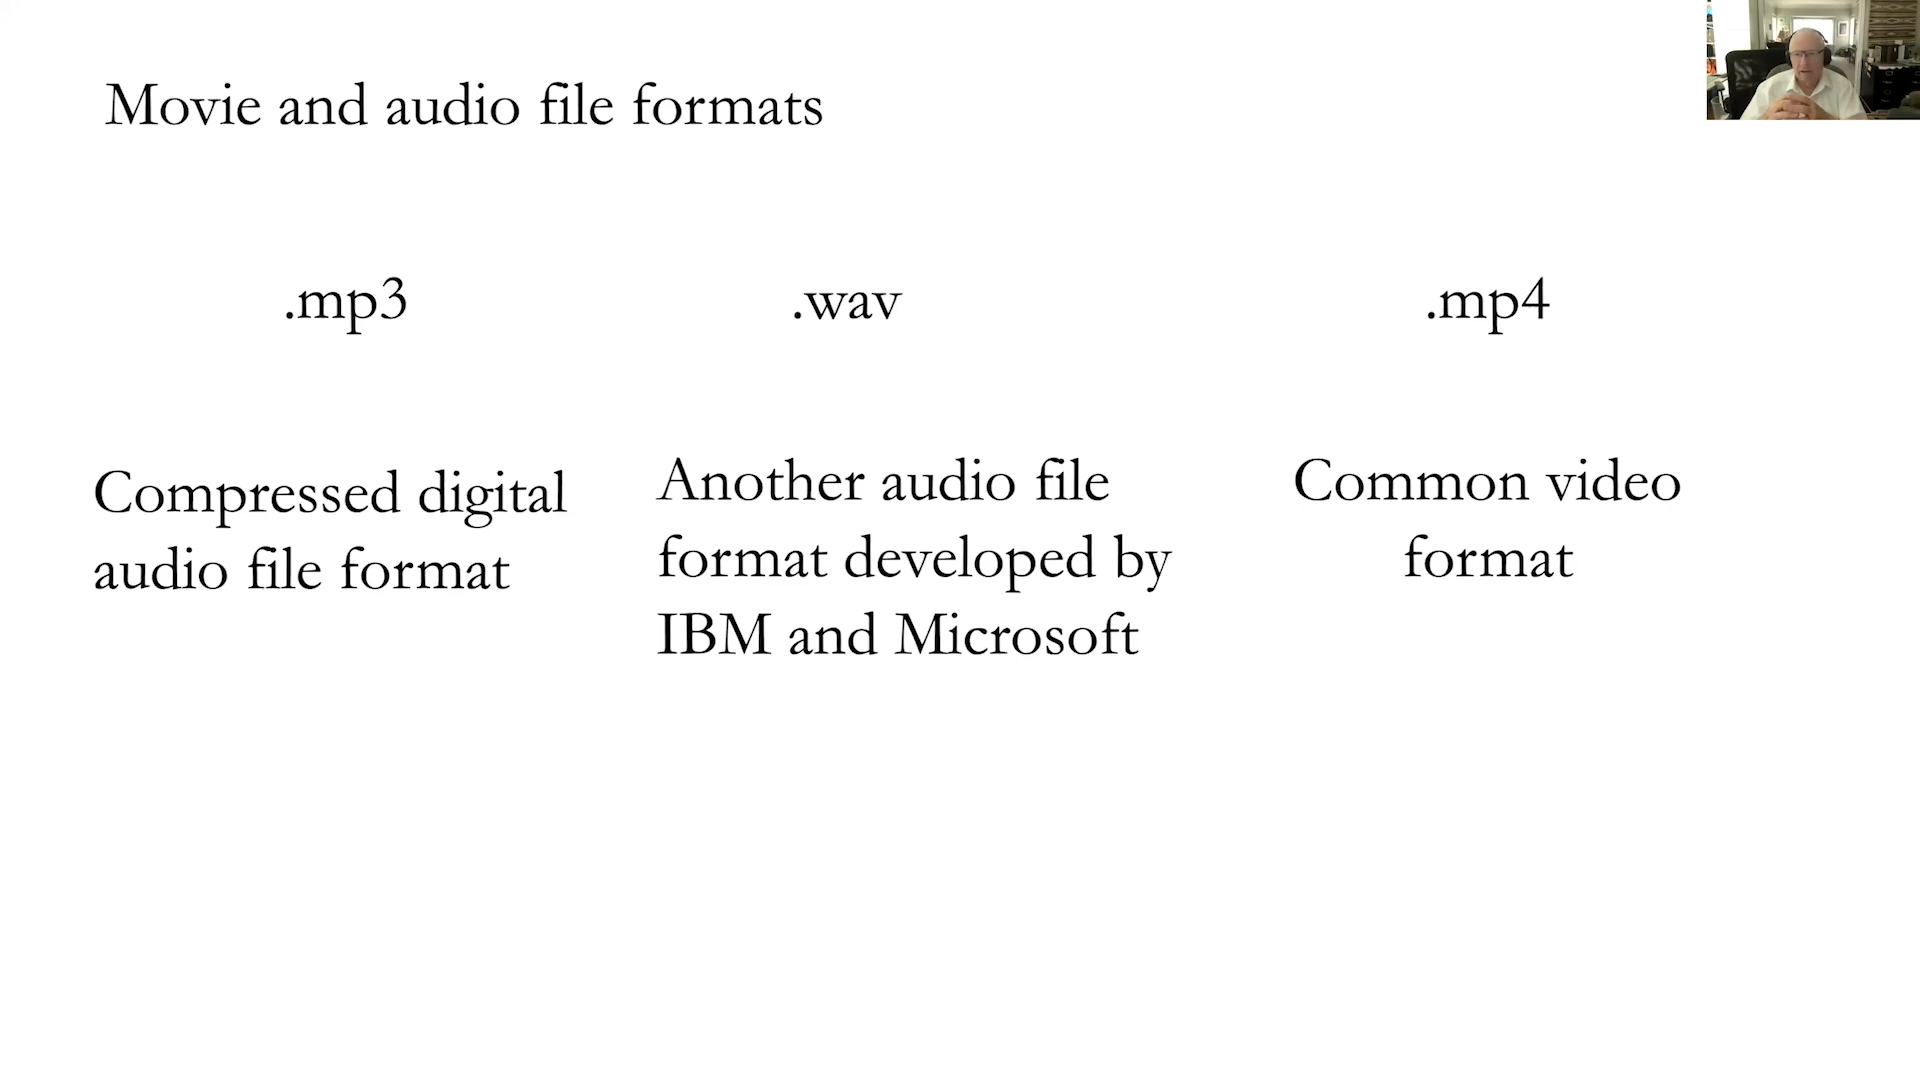 Movie and audio file formats
.mp3
.wav
.mp4
Compressed digital
audio file format
Another audio file
format developed by
IBM and Microsoft
Common video
format